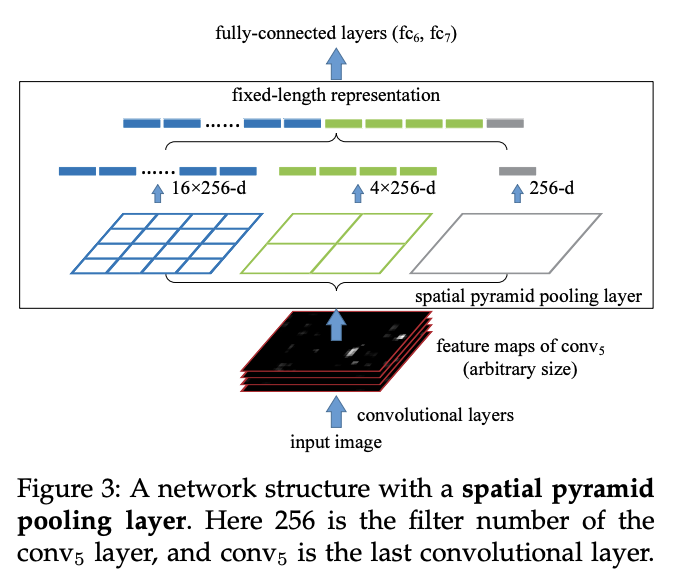 fully-connected layers (fc₆, fc₇)
fixed-length representation
......
......
16×256-d
4×256-d
256-d
spatial pyramid pooling layer
feature maps of conv₅
(arbitrary size)
convolutional layers
input image
Figure 3: A network structure with a spatial pyramid
pooling layer. Here 256 is the filter number of the
conv₅ layer, and conv₅ is the last convolutional layer.